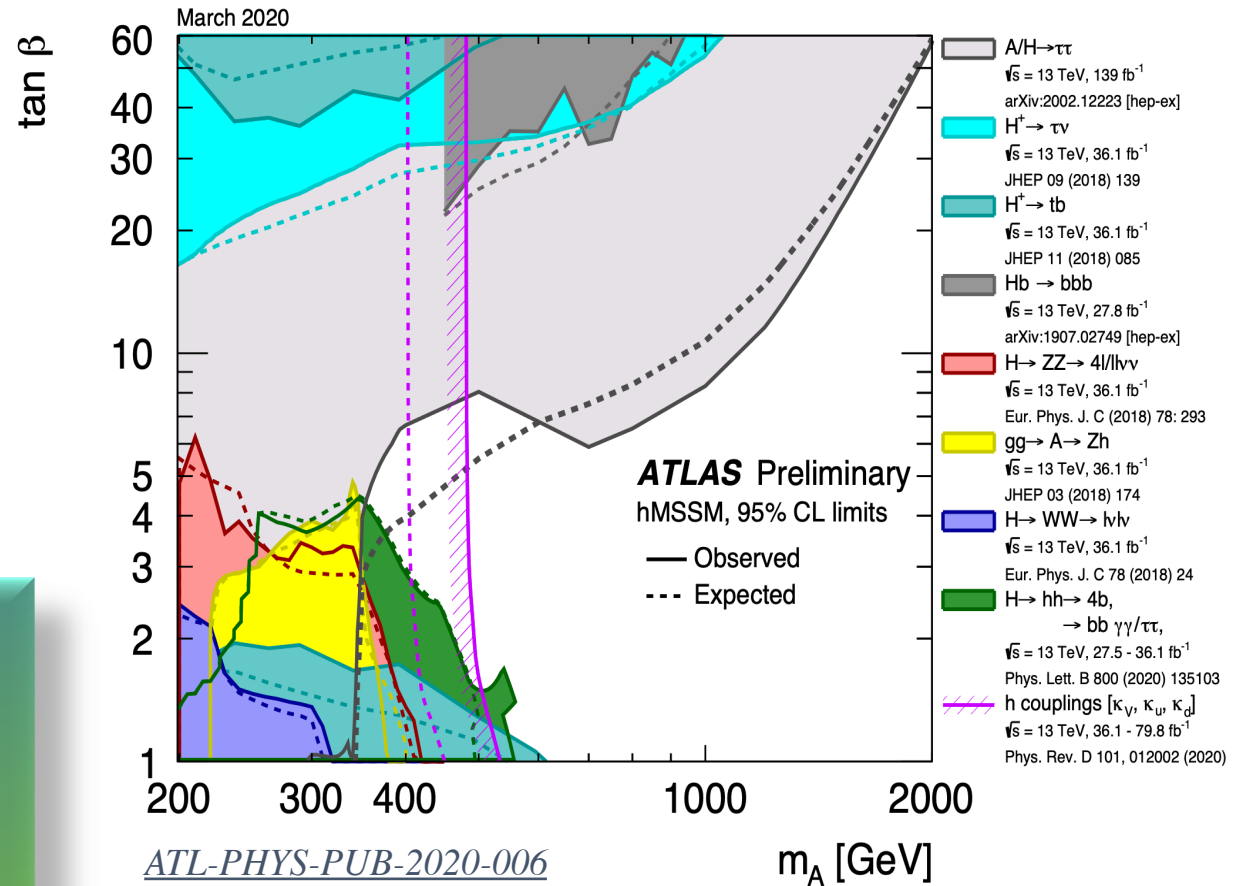 March 2020
tan β
60
40
30
20
10
5
4
3
2
1
200
300
400
1000
2000
m_A [GeV]
ATLAS Preliminary
hMSSM, 95% CL limits
Observed
Expected
A/H→ττ
√s = 13 TeV, 139 fb⁻¹
arXiv:2002.12223 [hep-ex]
H⁺→ τν
√s = 13 TeV, 36.1 fb⁻¹
JHEP 09 (2018) 139
H⁺→ tb
√s = 13 TeV, 36.1 fb⁻¹
JHEP 11 (2018) 085
Hb → bbb
√s = 13 TeV, 27.8 fb⁻¹
arXiv:1907.02749 [hep-ex]
H→ ZZ→ 4l/llνν
√s = 13 TeV, 36.1 fb⁻¹
Eur. Phys. J. C (2018) 78: 293
gg→ A→ Zh
√s = 13 TeV, 36.1 fb⁻¹
JHEP 03 (2018) 174
H→ WW→ lνlν
√s = 13 TeV, 36.1 fb⁻¹
Eur. Phys. J. C 78 (2018) 24
H→ hh→ 4b,
→ bb γγ/ττ,
√s = 13 TeV, 27.5 - 36.1 fb⁻¹
Phys. Lett. B 800 (2020) 135103
h couplings [κ_V, κ_u, κ_d]
√s = 13 TeV, 36.1 - 79.8 fb⁻¹
Phys. Rev. D 101, 012002 (2020)
ATL-PHYS-PUB-2020-006